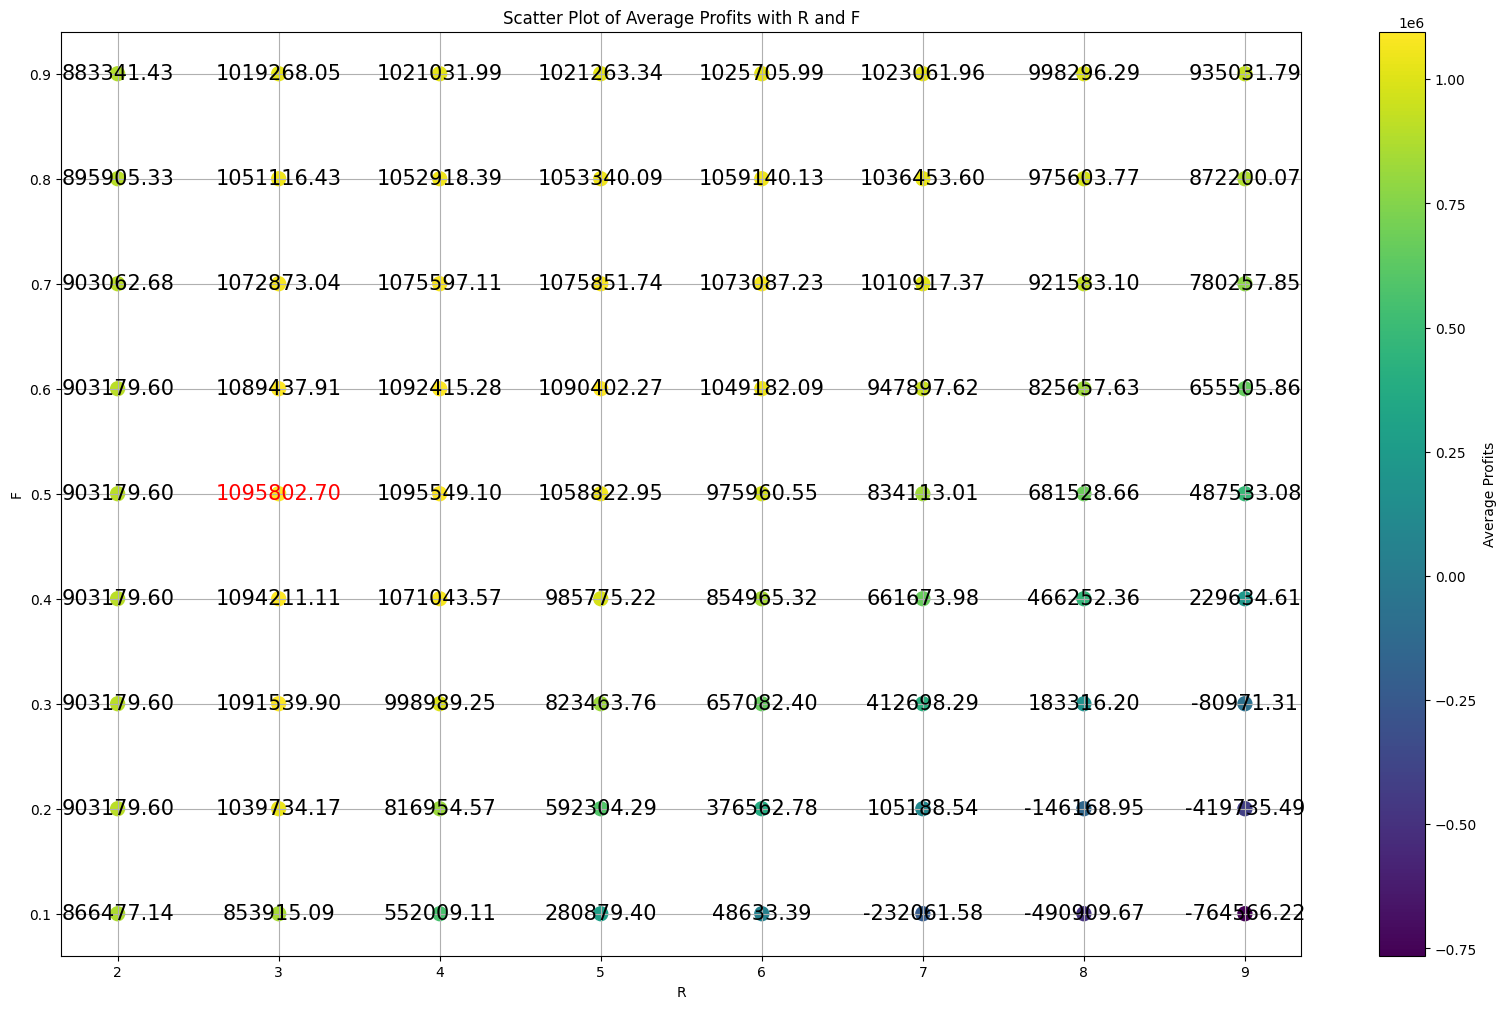 Scatter Plot of Average Profits with R and F
1e6
0.9 883341.43 1019268.05 1021031.99 1021263.34 1025705.99 1023061.96 998296.29 935031.79
0.8 895905.33 1051116.43 1052918.39 1053340.09 1059140.13 1036453.60 975603.77 872200.07
0.7 903062.68 1072873.04 1075597.11 1075851.74 1073087.23 1010917.37 921583.10 780257.85
0.6 903179.60 1089437.91 1092415.28 1090402.27 1049182.09 947897.62 825657.63 655505.86
F
0.5 903179.60 1095802.70 1095549.10 1058822.95 975960.55 834113.01 681528.66 487533.08
0.4 903179.60 1094211.11 1071043.57 985775.22 854965.32 661673.98 466252.36 229634.61
0.3 903179.60 1091539.90 998989.25 823463.76 657082.40 412698.29 183316.20 -80971.31
0.2 903179.60 1039734.17 816954.57 592304.29 376562.78 105188.54 -146168.95 -419735.49
0.1 866477.14 853915.09 552009.11 280879.40 48633.39 -232061.58 -490909.67 -764566.22
2 3 4 5 6 7 8 9
R
1.00
0.75
0.50
0.25
0.00
−0.25
−0.50
−0.75
Average Profits